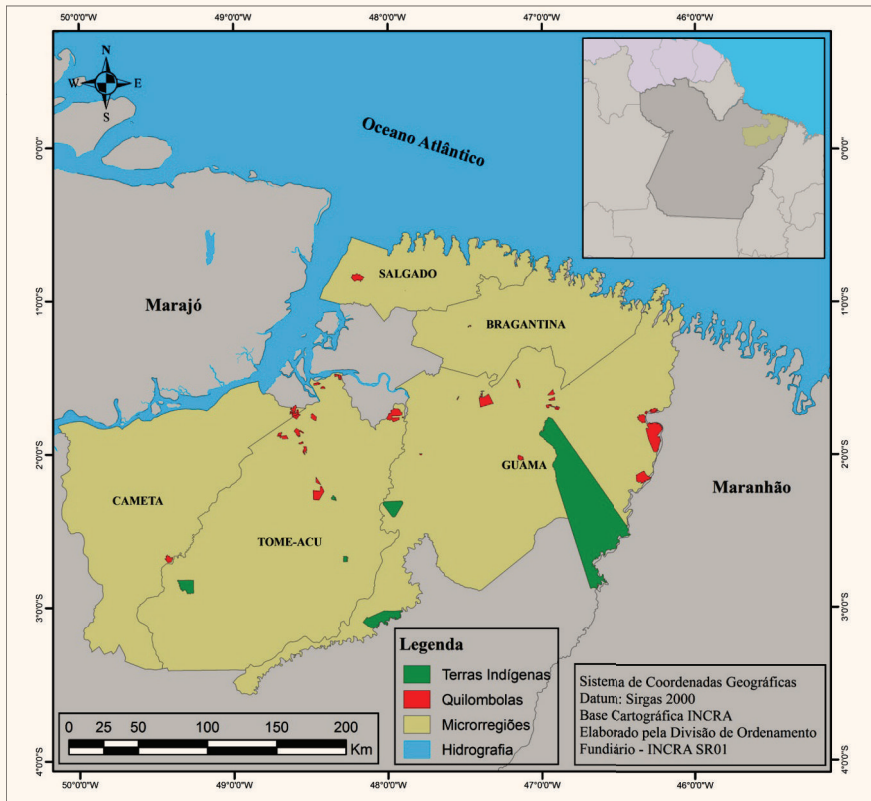 50°0'0"W 49°0'0"W 48°0'0"W 47°0'0"W 46°0'0"W
N
W E
S
Oceano Atlântico
0°0'0" 0°0'0"
SALGADO
Marajó
1°0'0"S 1°0'0"S
BRAGANTINA
2°0'0"S 2°0'0"S
GUAMA
Maranhão
CAMETA
TOME-ACU
3°0'0"S 3°0'0"S
Legenda
Terras Indígenas
Quilombolas
Microrregiões
Hidrografia
Sistema de Coordenadas Geográficas
Datum: Sirgas 2000
Base Cartográfica INCRA
Elaborado pela Divisão de Ordenamento
Fundiário - INCRA SR01
0 25 50 100 150 200
Km
4°0'0"S 4°0'0"S
50°0'0"W 49°0'0"W 48°0'0"W 47°0'0"W 46°0'0"W